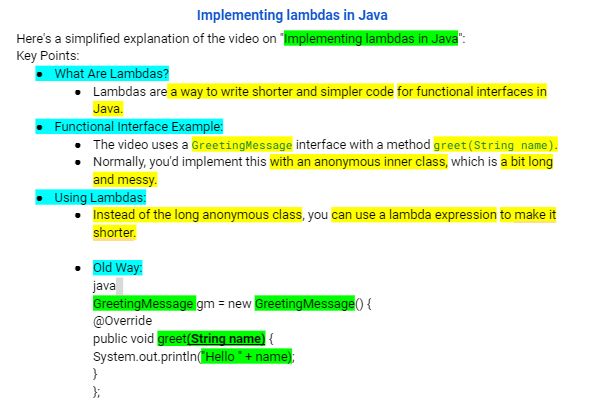 Implementing lambdas in Java
Here's a simplified explanation of the video on "Implementing lambdas in Java":
Key Points:
● What Are Lambdas?
● Lambdas are a way to write shorter and simpler code for functional interfaces in
Java.
● Functional Interface Example:
● The video uses a GreetingMessage interface with a method greet(String name).
● Normally, you'd implement this with an anonymous inner class, which is a bit long
and messy.
● Using Lambdas:
● Instead of the long anonymous class, you can use a lambda expression to make it
shorter.
● Old Way:
java
GreetingMessage gm = new GreetingMessage() {
@Override
public void greet(String name) {
System.out.println("Hello " + name);
}
};